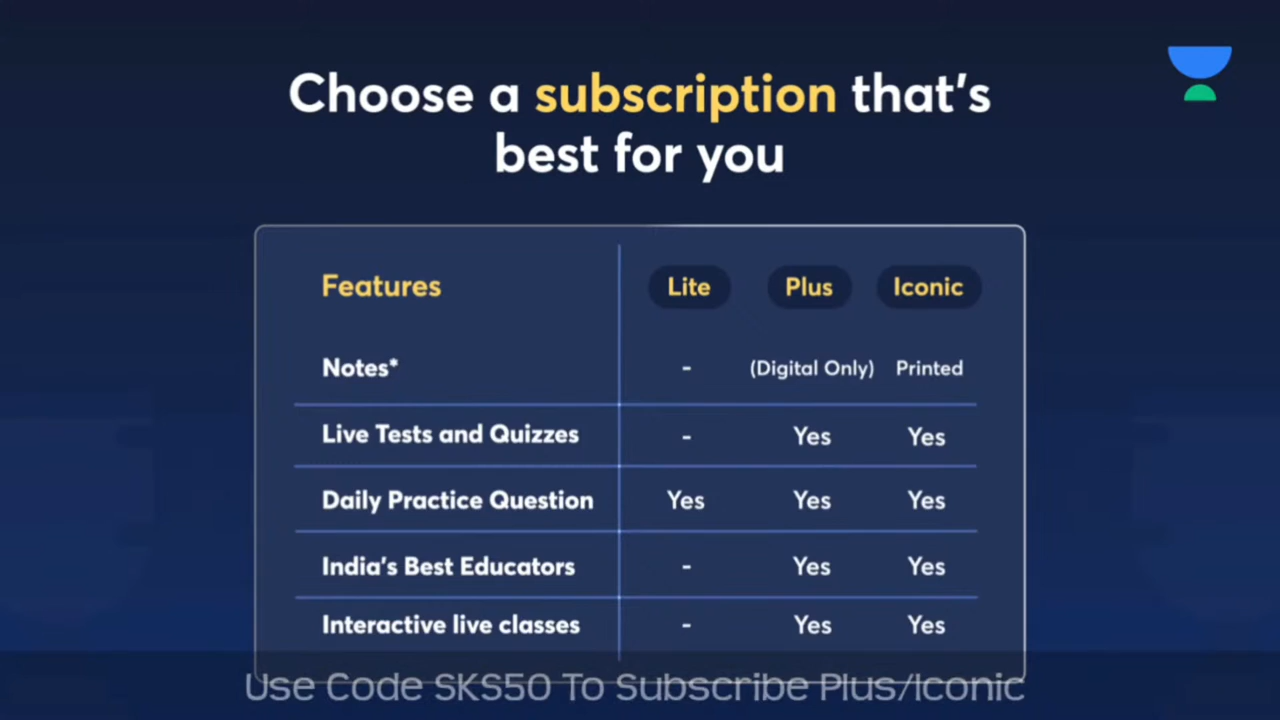 Choose a subscription that's
best for you
Features Lite Plus Iconic
Notes* - (Digital Only) Printed
Live Tests and Quizzes - Yes Yes
Daily Practice Question Yes Yes Yes
India's Best Educators - Yes Yes
Interactive live classes - Yes Yes
Use Code SKS50 To Subscribe Plus/Iconic